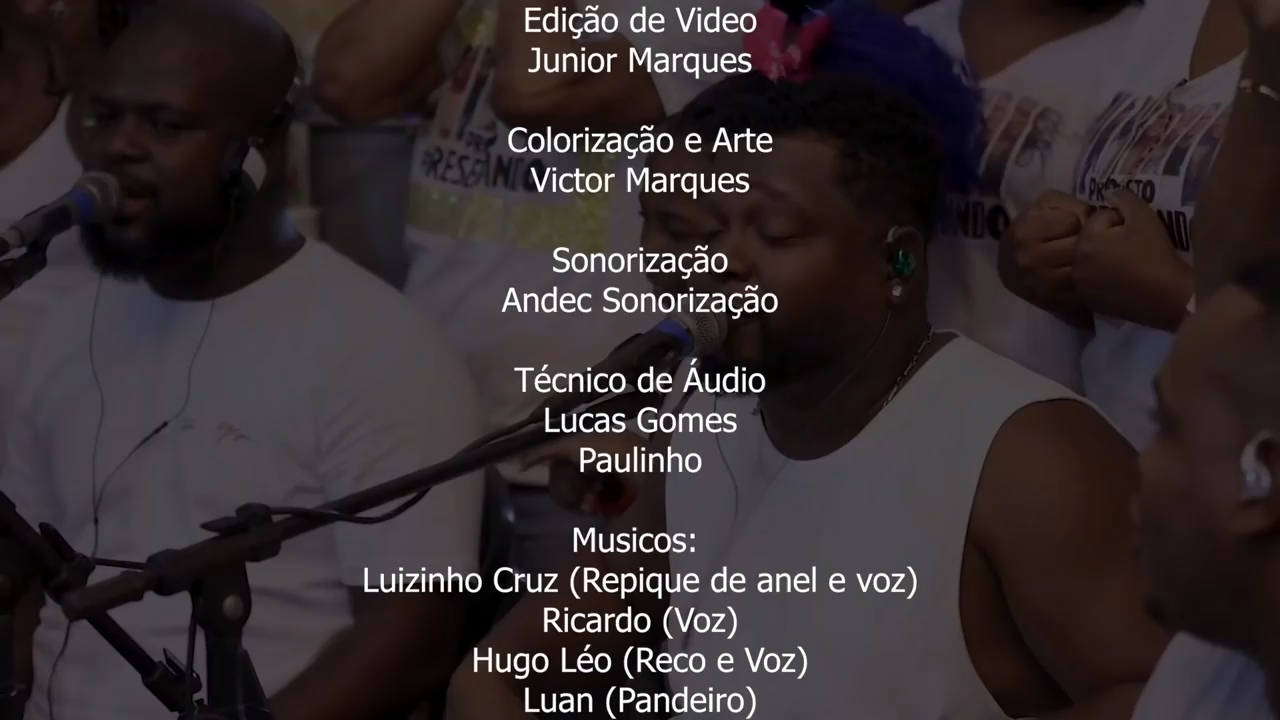 Edição de Video
Junior Marques
Colorização e Arte
Victor Marques
Sonorização
Andec Sonorização
Técnico de Áudio
Lucas Gomes
Paulinho
Musicos:
Luizinho Cruz (Repique de anel e voz)
Ricardo (Voz)
Hugo Léo (Reco e Voz)
Luan (Pandeiro)